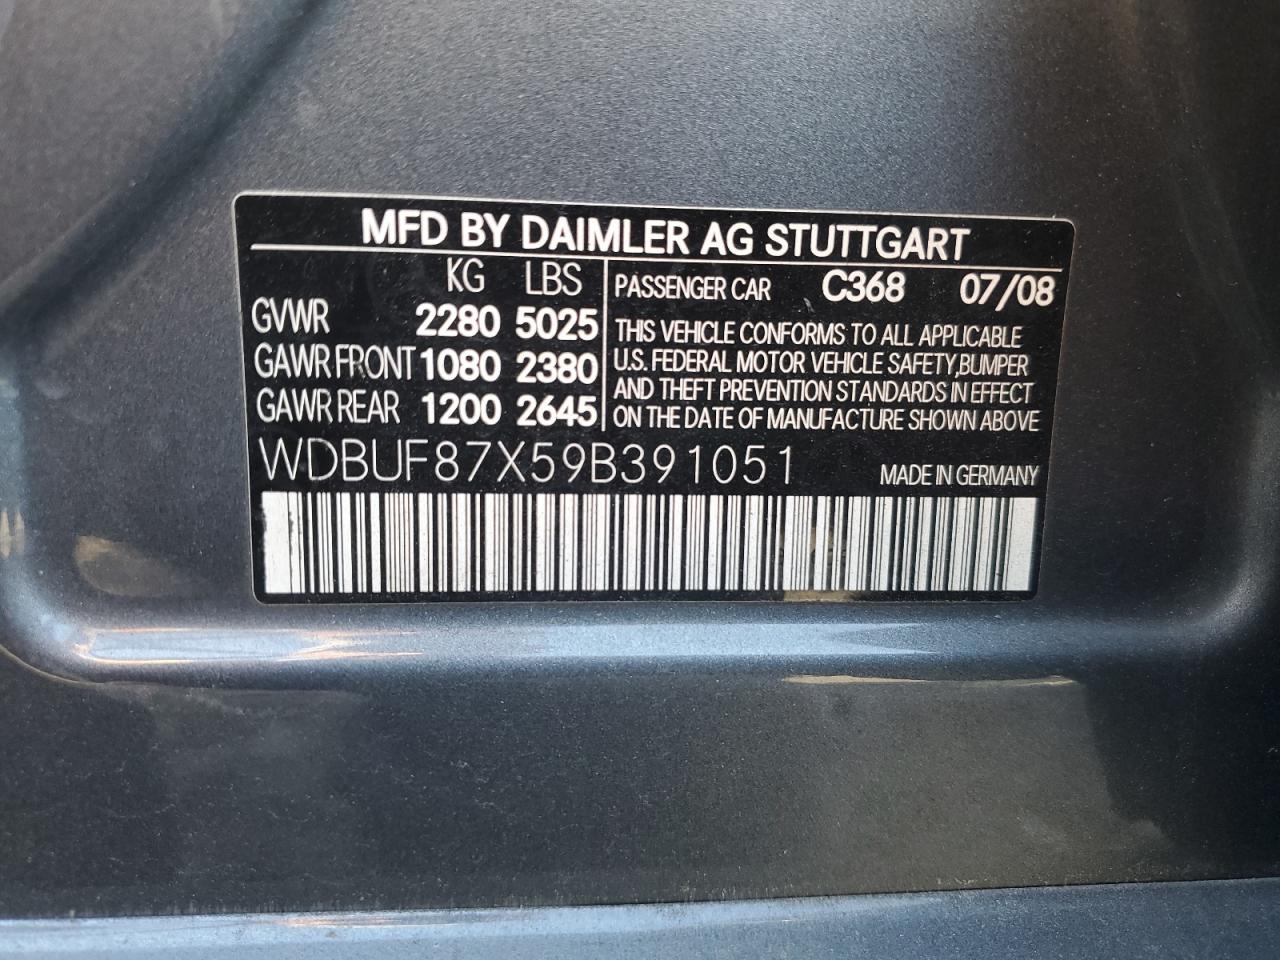 MFD BY DAIMLER AG STUTTGART
KG LBS
GVWR 2280 5025
GAWR FRONT 1080 2380
GAWR REAR 1200 2645
PASSENGER CAR C368 07/08
THIS VEHICLE CONFORMS TO ALL APPLICABLE
U.S. FEDERAL MOTOR VEHICLE SAFETY,BUMPER
AND THEFT PREVENTION STANDARDS IN EFFECT
ON THE DATE OF MANUFACTURE SHOWN ABOVE
WDBUF87X59B391051 MADE IN GERMANY